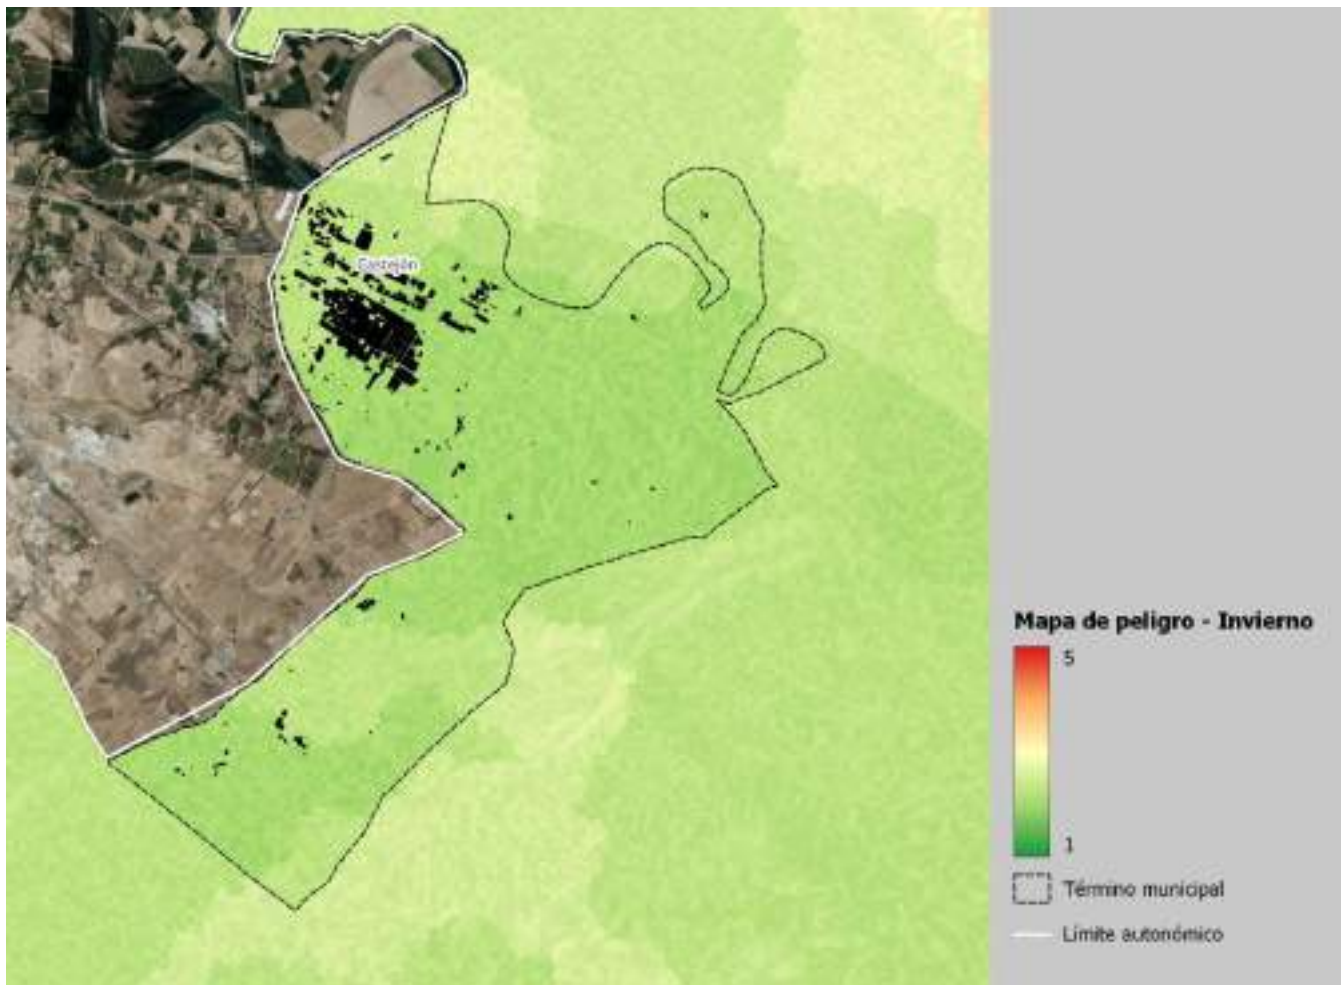 Castejón
Mapa de peligro - Invierno
5
1
Término municipal
Límite autonómico